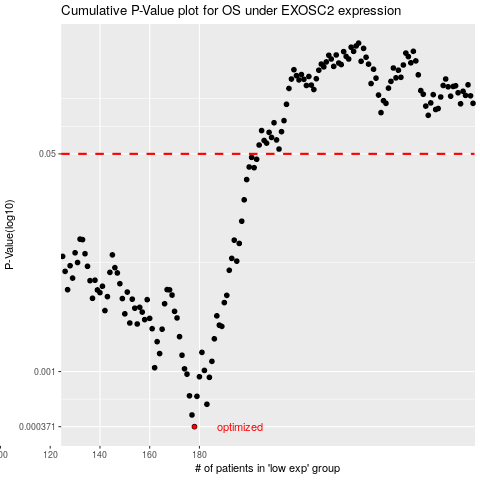 Cumulative P-Value plot for OS under EXOSC2 expression
P-Value(log10)
0.05
0.001
0.000371
optimized
00 120 140 160 180
# of patients in 'low exp' group